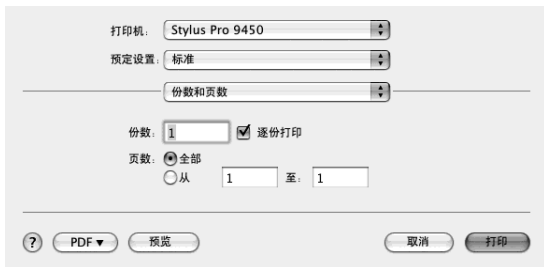 打印机： Stylus Pro 9450
预定设置： 标准
份数和页数
份数： 1 逐份打印
页数： 全部
从 1 至： 1
? PDF▼ 预览 取消 打印